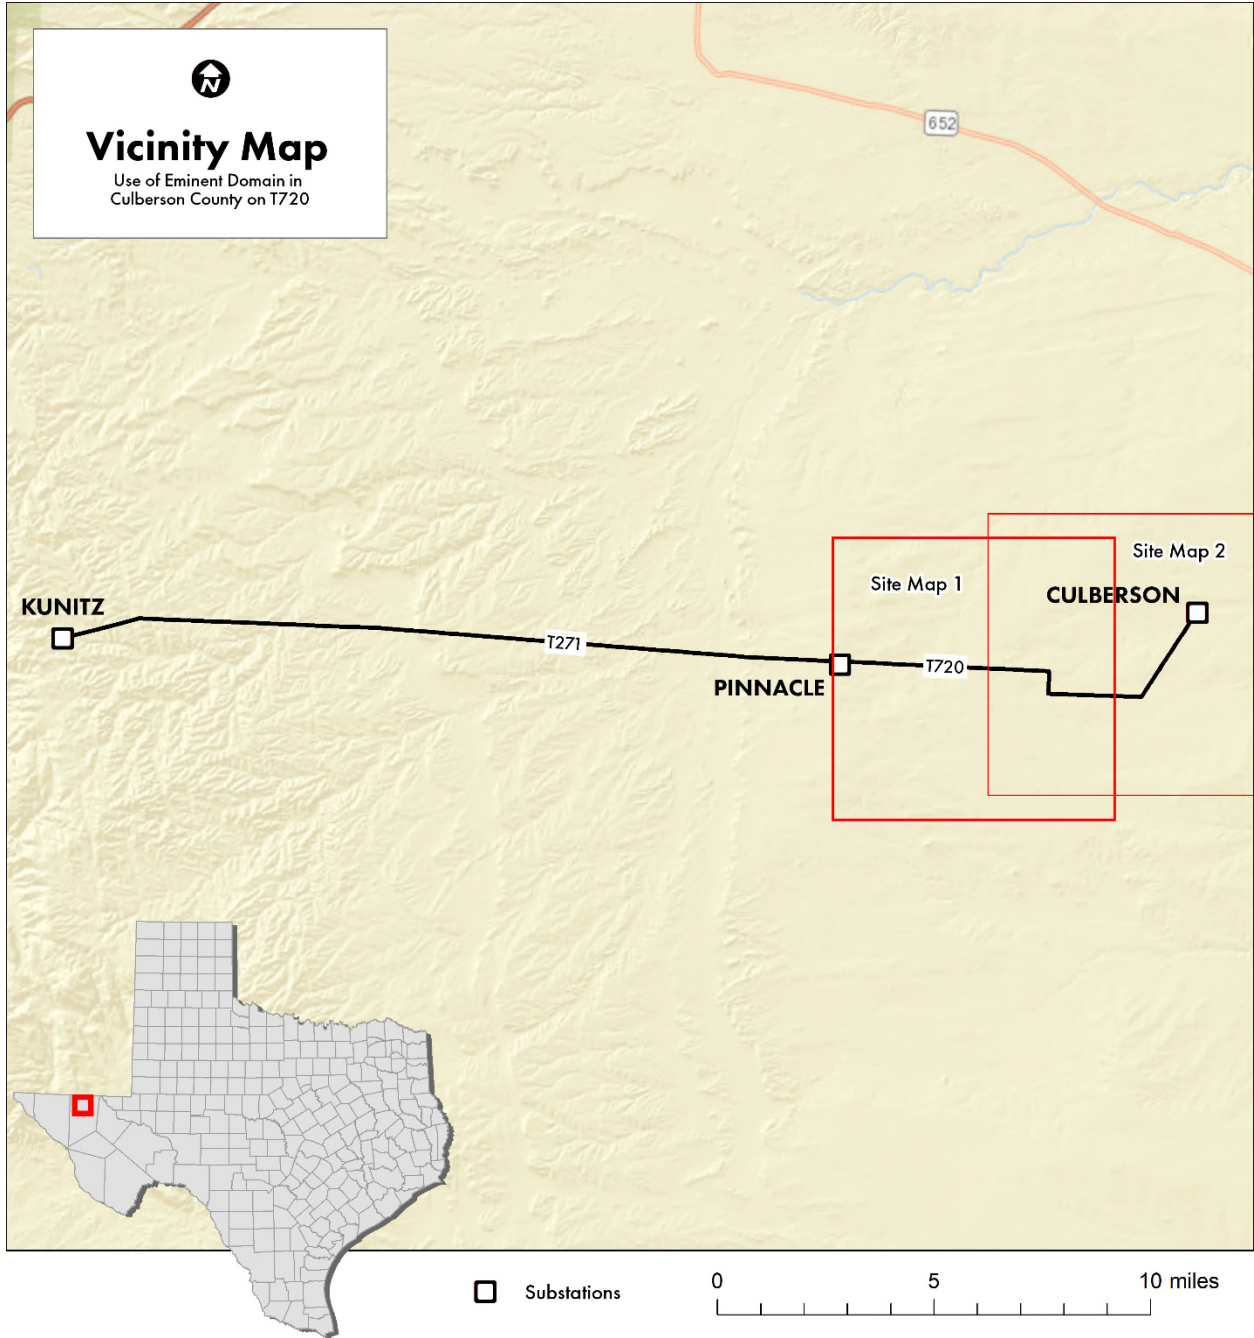 N
Vicinity Map
Use of Eminent Domain in
Culberson County on T720
652
Site Map 2
Site Map 1
CULBERSON
KUNITZ
T271
T720
PINNACLE
Substations
0 5 10 miles